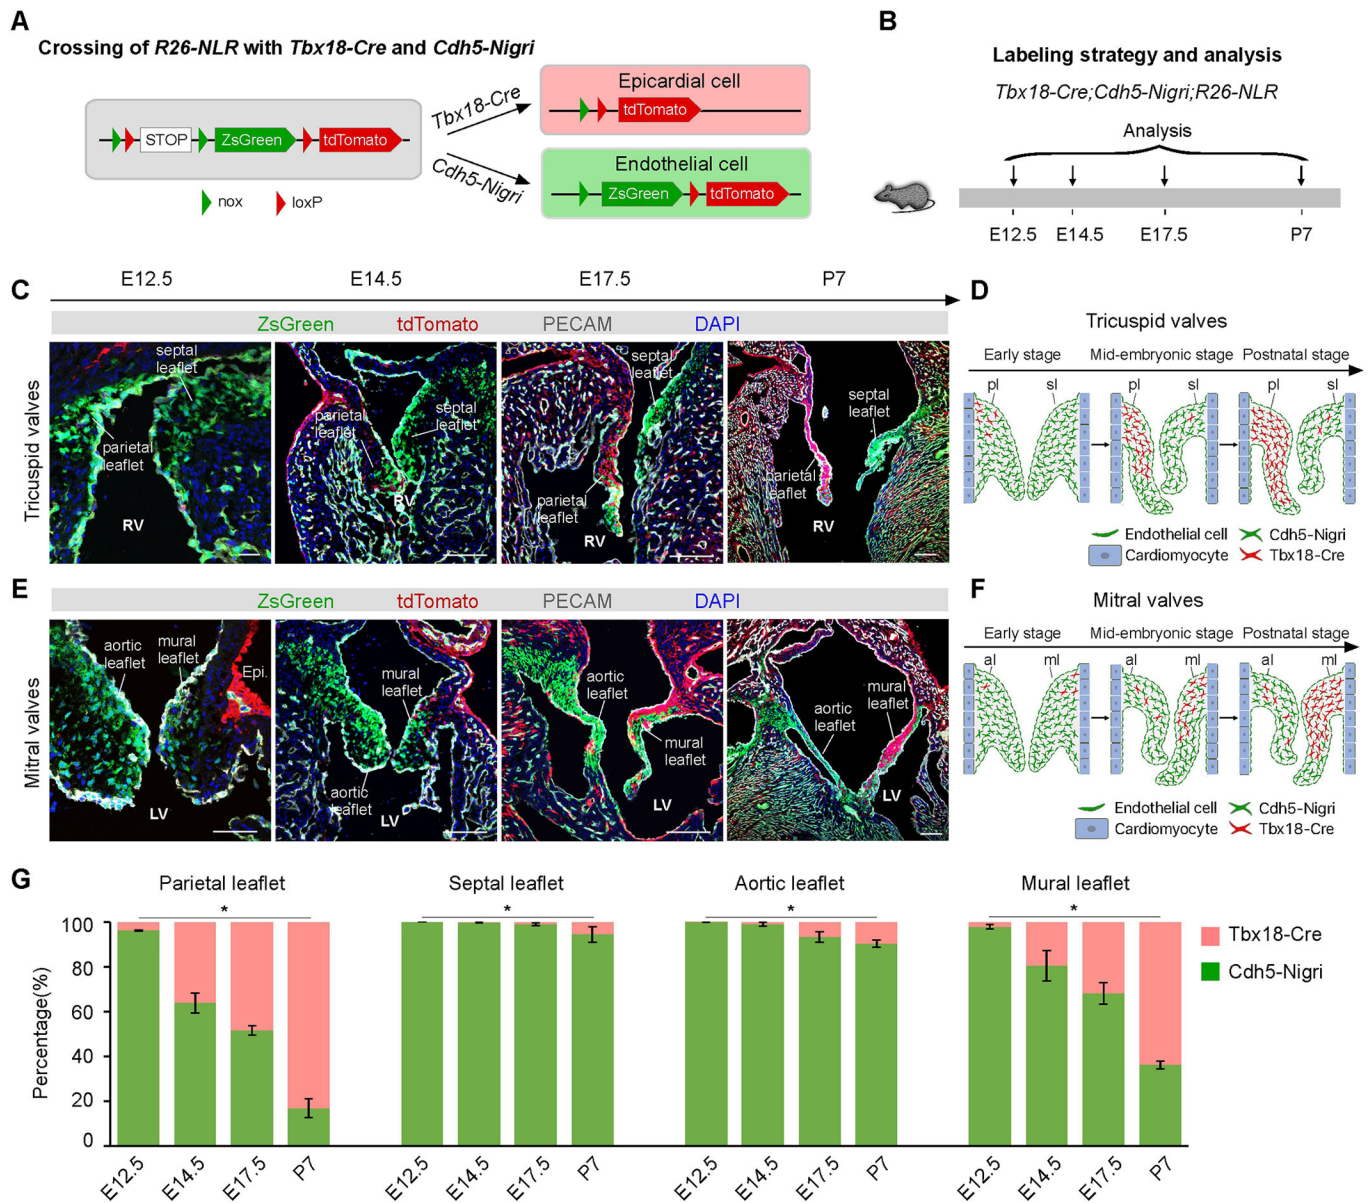 A
Crossing of R26-NLR with Tbx18-Cre and Cdh5-Nigri
STOP
ZsGreen
tdTomato
nox
loxP
Tbx18-Cre
Cdh5-Nigri
Epicardial cell
tdTomato
Endothelial cell
ZsGreen
tdTomato
B
Labeling strategy and analysis
Tbx18-Cre;Cdh5-Nigri;R26-NLR
Analysis
E12.5 E14.5 E17.5 P7
C
E12.5 E14.5 E17.5 P7
ZsGreen tdTomato PECAM DAPI
Tricuspid valves
septal
leaflet
parietal
leaflet
RV
parietal
leaflet
septal
leaflet
RV
septal
leaflet
parietal
leaflet
RV
septal
leaflet
parietal
leaflet
RV
D
Tricuspid valves
Early stage Mid-embryonic stage Postnatal stage
pl sl pl sl pl sl
Endothelial cell Cdh5-Nigri
Cardiomyocyte Tbx18-Cre
E
ZsGreen tdTomato PECAM DAPI
Mitral valves
aortic
leaflet
mural
leaflet
Epi.
LV
mural
leaflet
aortic
leaflet
LV
aortic
leaflet
mural
leaflet
LV
mural
leaflet
aortic
leaflet
LV
F
Mitral valves
Early stage Mid-embryonic stage Postnatal stage
al ml al ml al ml
Endothelial cell Cdh5-Nigri
Cardiomyocyte Tbx18-Cre
G
Parietal leaflet Septal leaflet Aortic leaflet Mural leaflet
* * * *
Percentage(%)
100
80
60
40
20
0
E12.5 E14.5 E17.5 P7 E12.5 E14.5 E17.5 P7 E12.5 E14.5 E17.5 P7 E12.5 E14.5 E17.5 P7
Tbx18-Cre
Cdh5-Nigri